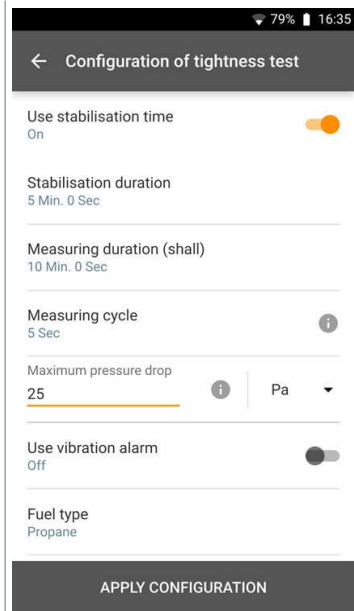 79% 16:35
Configuration of tightness test
Use stabilisation time
On
Stabilisation duration
5 Min. 0 Sec
Measuring duration (shall)
10 Min. 0 Sec
Measuring cycle
5 Sec
Maximum pressure drop
25 Pa
Use vibration alarm
Off
Fuel type
Propane
APPLY CONFIGURATION